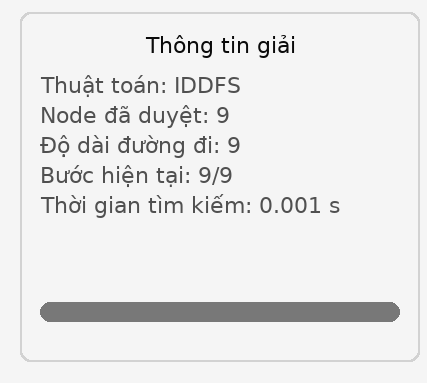 Thông tin giải
Thuật toán: IDDFS
Node đã duyệt: 9
Độ dài đường đi: 9
Bước hiện tại: 9/9
Thời gian tìm kiếm: 0.001 s